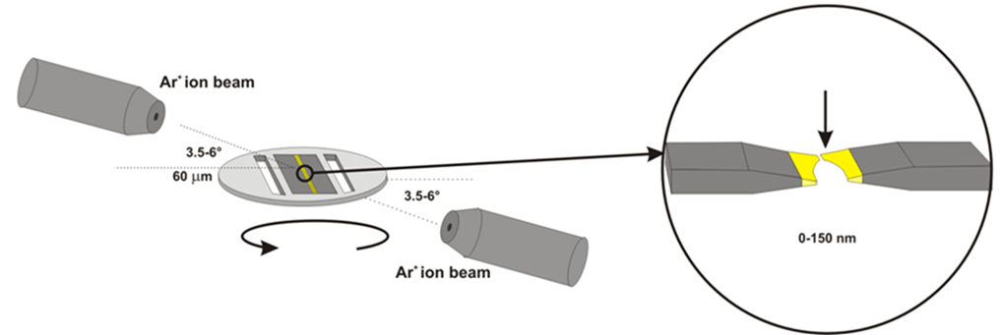 Ar⁺ ion beam
3.5-6°
60 μm
3.5-6°
Ar⁺ ion beam
0-150 nm